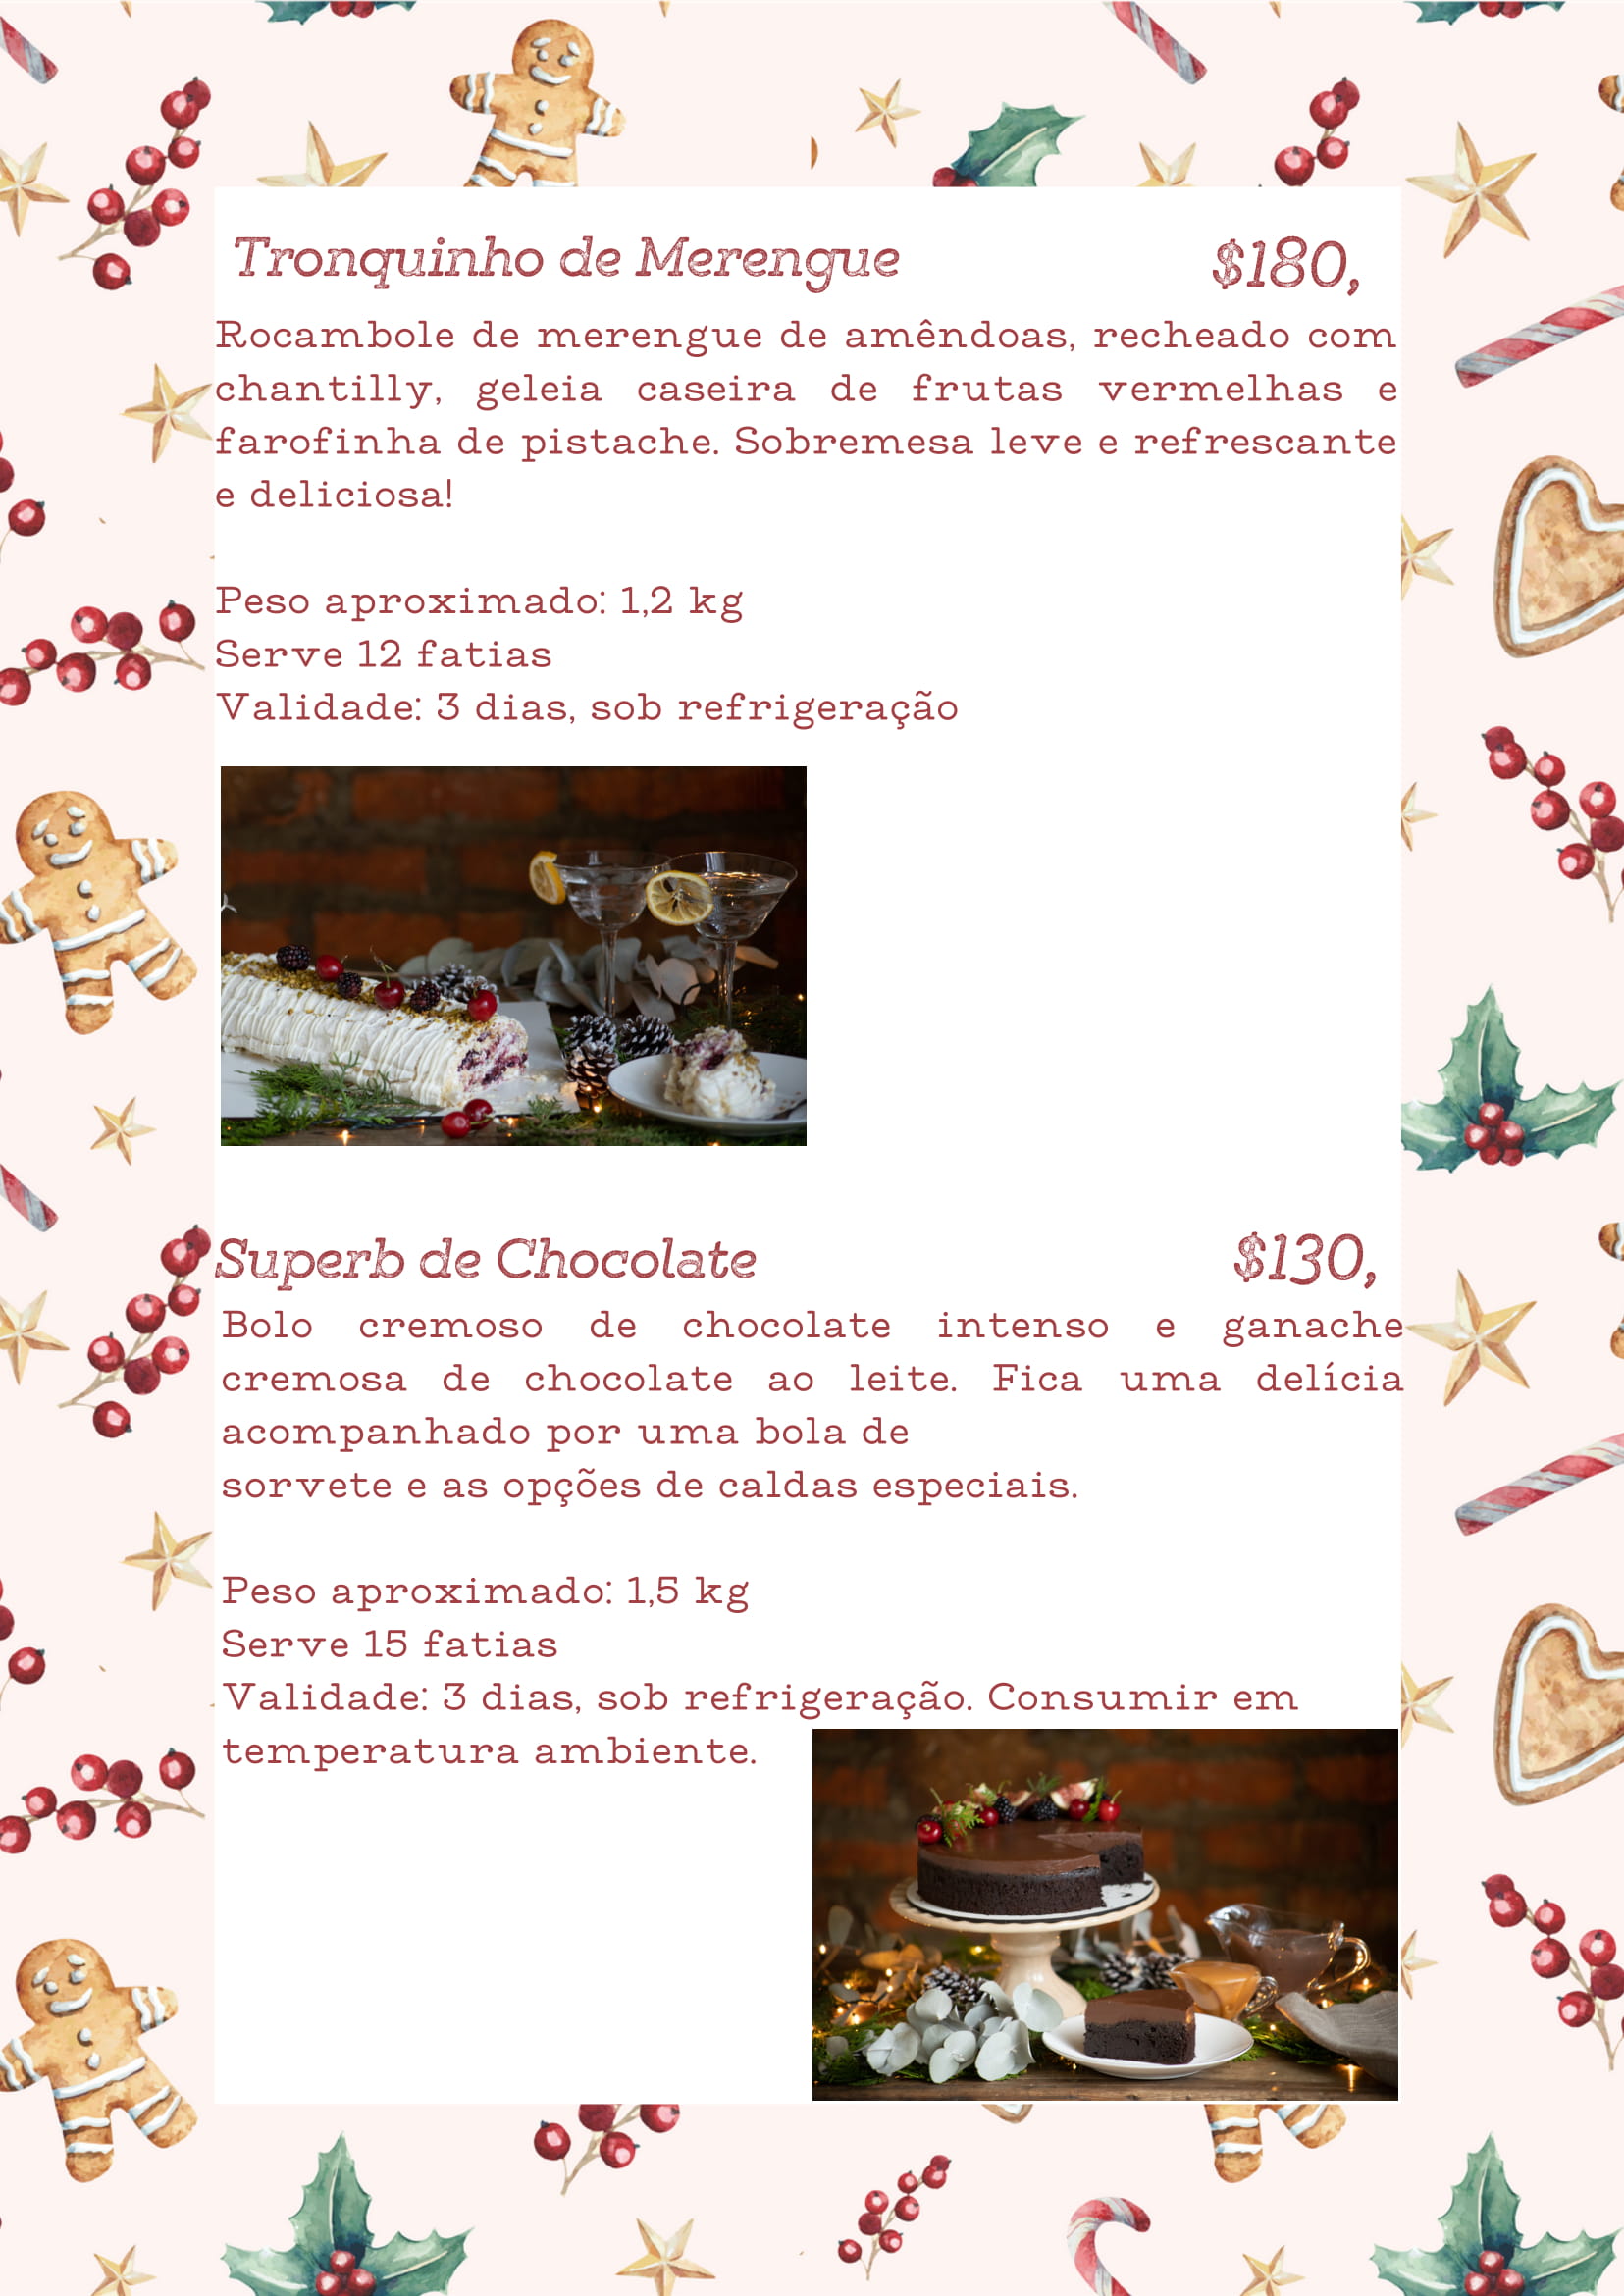 Tronquinho de Merengue $180,
Rocambole de merengue de amêndoas, recheado com
chantilly, geleia caseira de frutas vermelhas e
farofinha de pistache. Sobremesa leve e refrescante
e deliciosa!
Peso aproximado: 1,2 kg
Serve 12 fatias
Validade: 3 dias, sob refrigeração
Superb de Chocolate $130,
Bolo cremoso de chocolate intenso e ganache
cremosa de chocolate ao leite. Fica uma delícia
acompanhado por uma bola de
sorvete e as opções de caldas especiais.
Peso aproximado: 1,5 kg
Serve 15 fatias
Validade: 3 dias, sob refrigeração. Consumir em
temperatura ambiente.